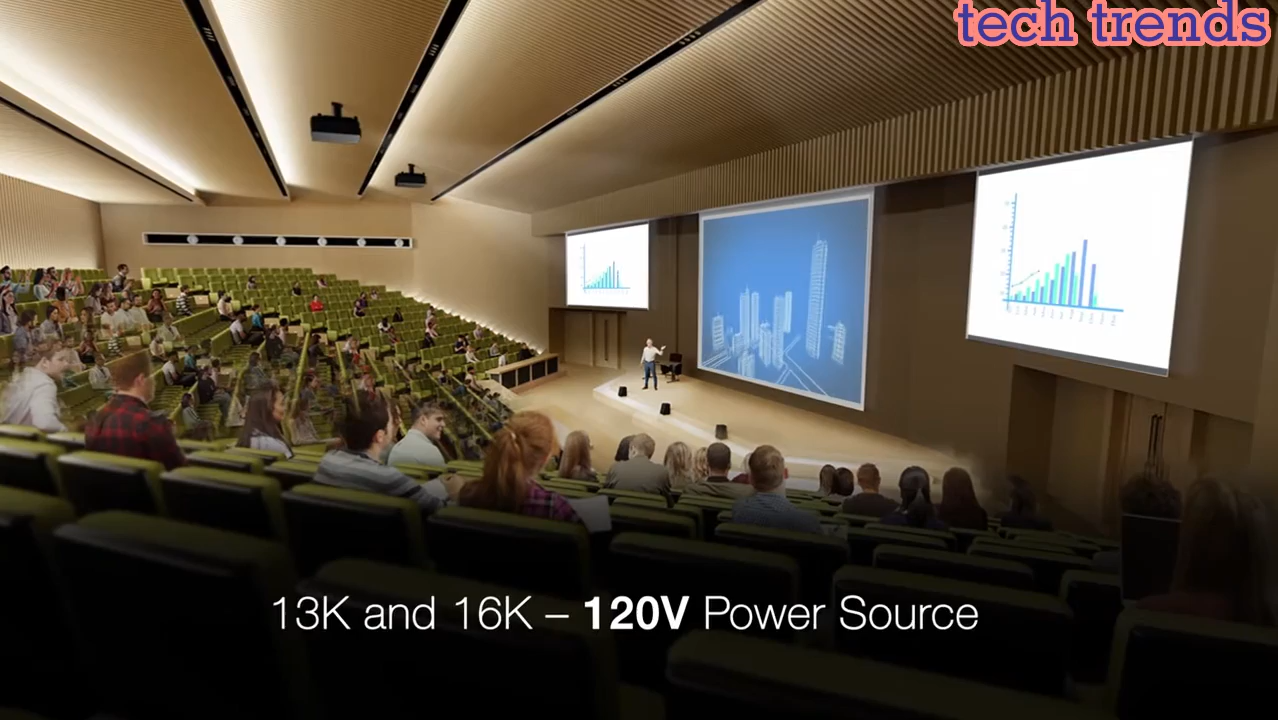 tech trends
13K and 16K – 120V Power Source